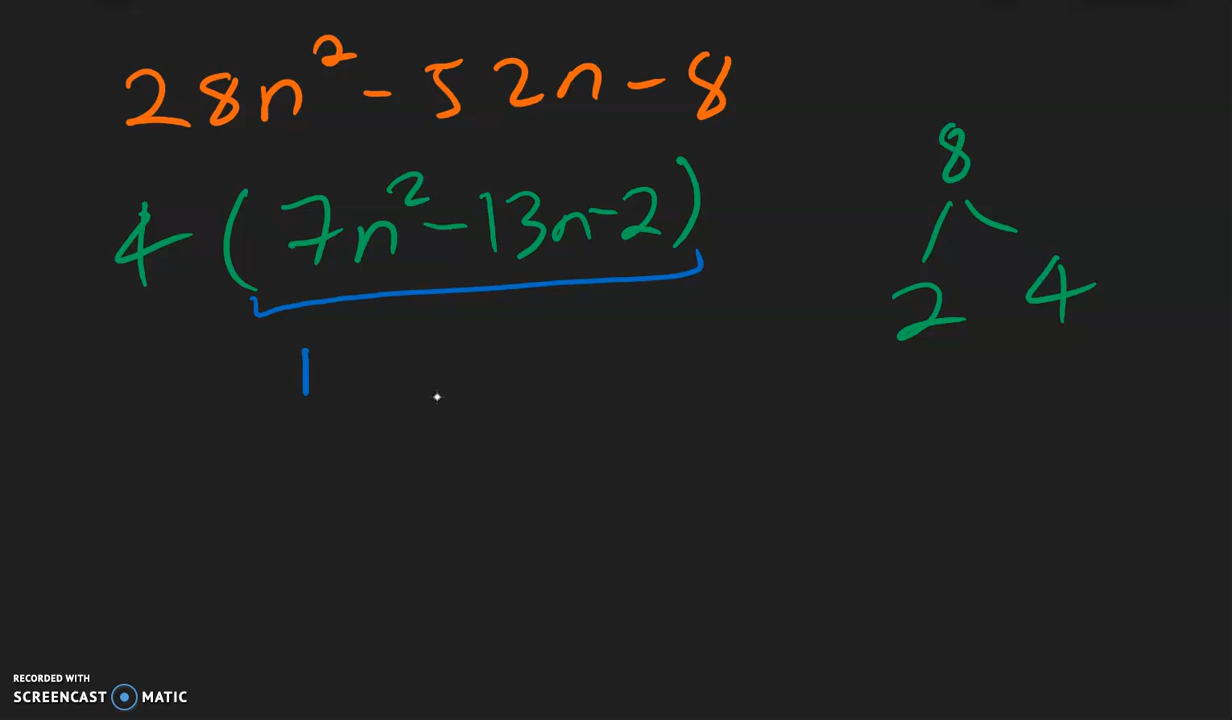 28n² - 52n - 8
4 (7n² - 13n - 2)
8
2 4
1
RECORDED WITH
SCREENCAST MATIC